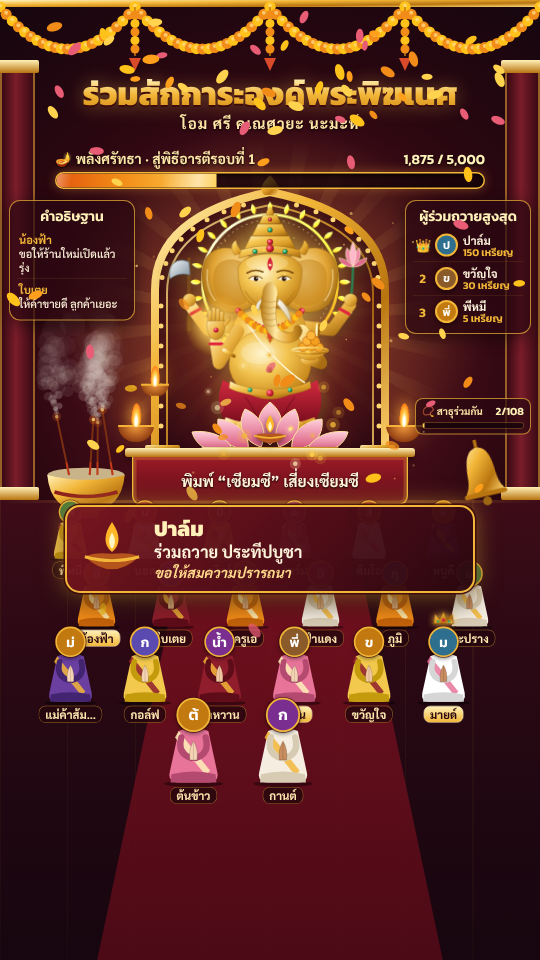 ร่วมสักการะองค์พระพิฆเนศ
โอม ศรี คเณศายะ นะมะห
🪔 พลังศรัทธา · สู่พิธีอารตีรอบที่ 1
1,875 / 5,000
คำอธิษฐาน
น้องฟ้า
ขอให้ร้านใหม่เปิดแล้ว
รุ่ง
ใบเตย
ให้ค้าขายดี ลูกค้าเยอะ
ผู้ร่วมถวายสูงสุด
👑 ป ปาล์ม
150 เหรียญ
2 ข ขวัญใจ
30 เหรียญ
3 พี่ พี่หมี
5 เหรียญ
📿 สาธุร่วมกัน 2/108
พิมพ์ “เซียมซี” เสี่ยงเซียมซี
ปาล์ม
ร่วมถวาย ประทีปบูชา
ขอให้สมความปรารถนา
ม่ ก น้ำ พี่ ข ม
แม่ค้าส้ม... กอล์ฟ หวาน ขวัญใจ มายด์
ต้ ก
ต้นข้าว กานต์